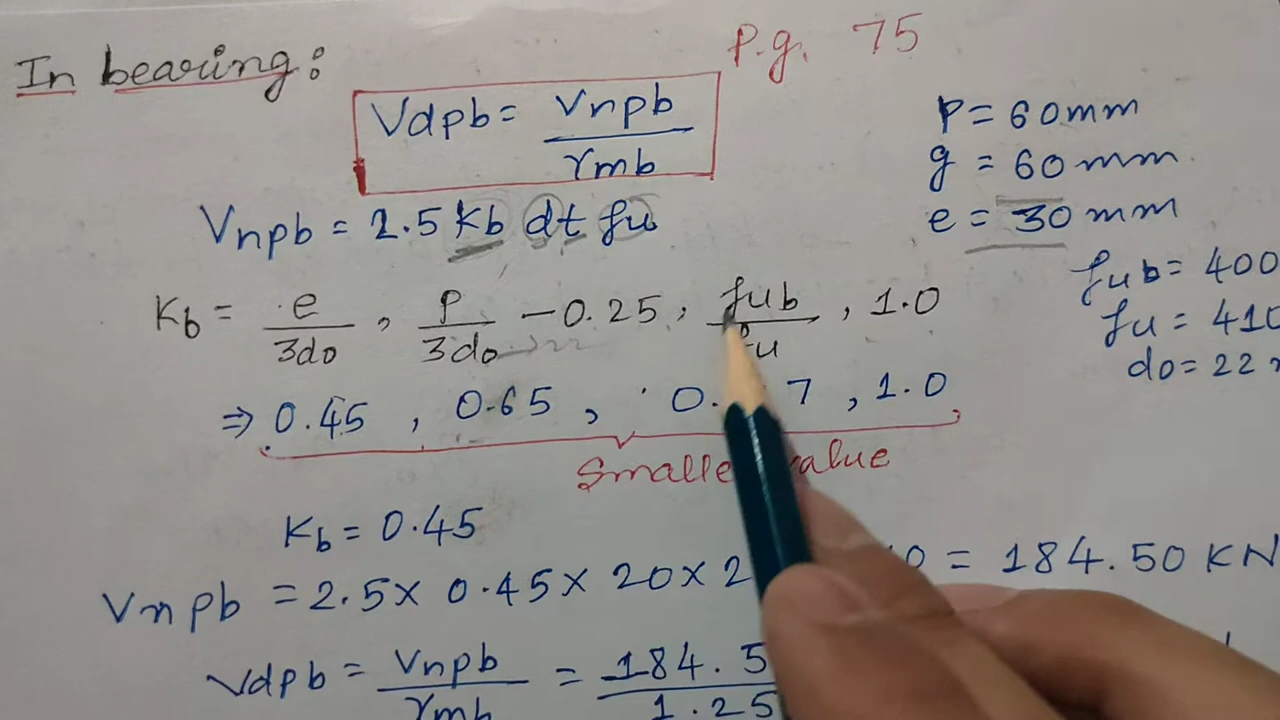 In bearing:
P.g. 75
Vdpb = Vnpb / γmb
P = 60mm
g = 60 mm
e = 30 mm
Vnpb = 2.5 kb dt fu
fub = 400
fu = 410
do = 22
Kb = e / 3do , P / 3do - 0.25 , fub / fu , 1.0
⇒ 0.45 , 0.65 , 0. 7 , 1.0
Smalle value
Kb = 0.45
Vnpb = 2.5 × 0.45 × 20 × 2 0 = 184.50 KN
Vdpb = Vnpb / γmb = 184.5 / 1.25